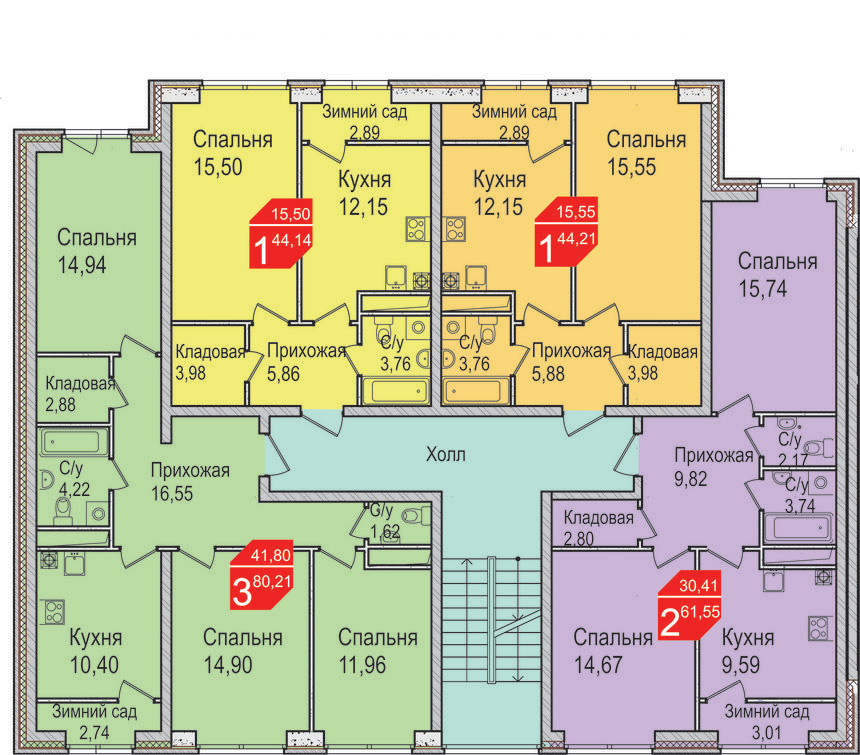 Зимний сад
2.89
Зимний сад
2.89
Спальня
15,50
Спальня
15,55
Кухня
12,15
Кухня
12,15
15,50
1 44,14
15,55
1 44,21
Спальня
14.94
Спальня
15,74
Кладовая
3,98
Прихожая
5,86
С/у
3,76
С/у
3,76
Прихожая
5,88
Кладовая
3,98
Кладовая
2,88
С/у
4,22
Прихожая
16,55
Холл
Прихожая
9,82
С/у
2,17
С/у
3,74
С/у
1,62
Кладовая
2.80
41,80
3 80,21
30,41
2 61,55
Кухня
10,40
Спальня
14,90
Спальня
11,96
Спальня
14,67
Кухня
9,59
Зимний сад
2,74
Зимний сад
3,01